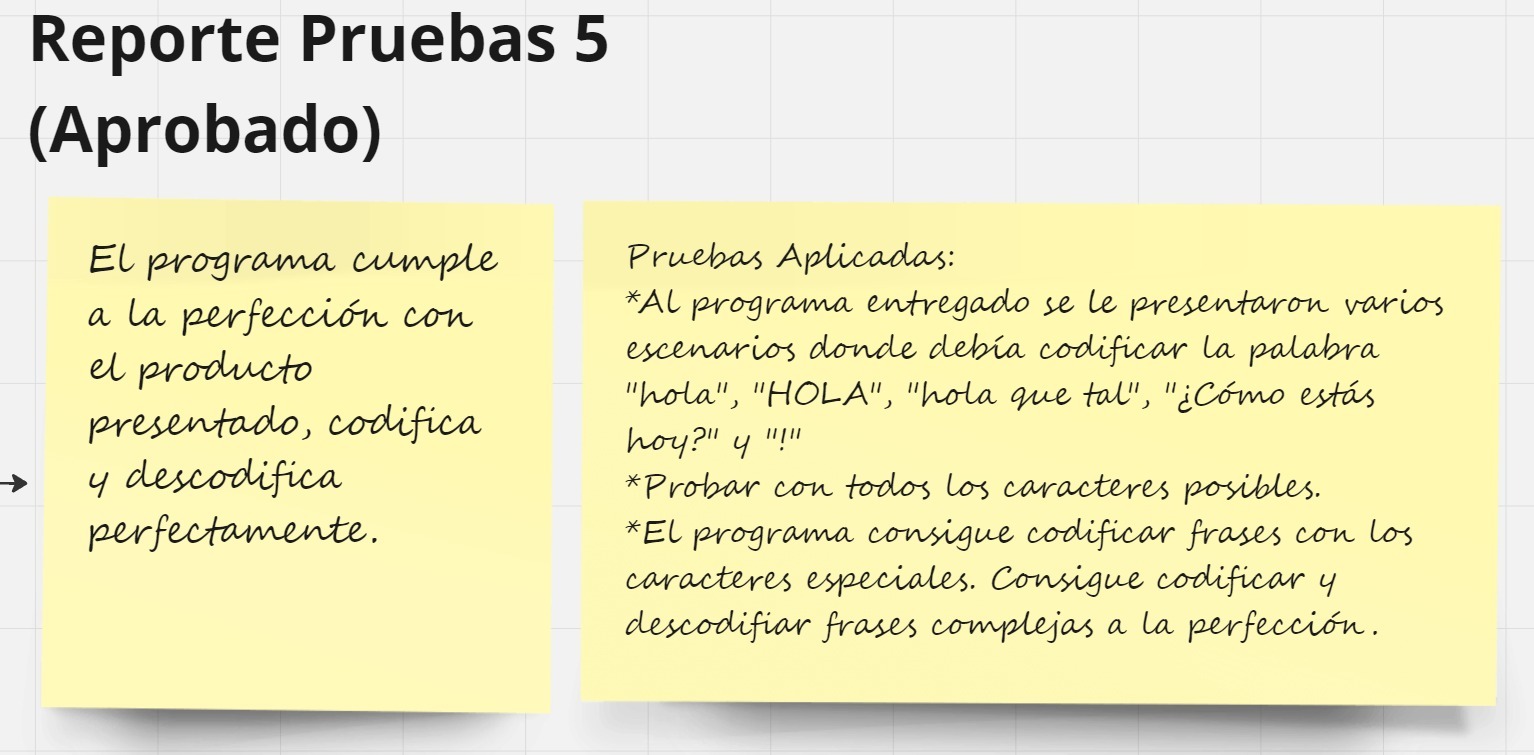 Reporte Pruebas 5
(Aprobado)
El programa cumple
a la perfección con
el producto
presentado, codifica
y descodifica
perfectamente.
Pruebas Aplicadas:
*Al programa entregado se le presentaron varios
escenarios donde debía codificar la palabra
"hola", "HOLA", "hola que tal", "¿Cómo estás
hoy?" y "!"
*Probar con todos los caracteres posibles.
*El programa consigue codificar frases con los
caracteres especiales. Consigue codificar y
descodifiar frases complejas a la perfección.